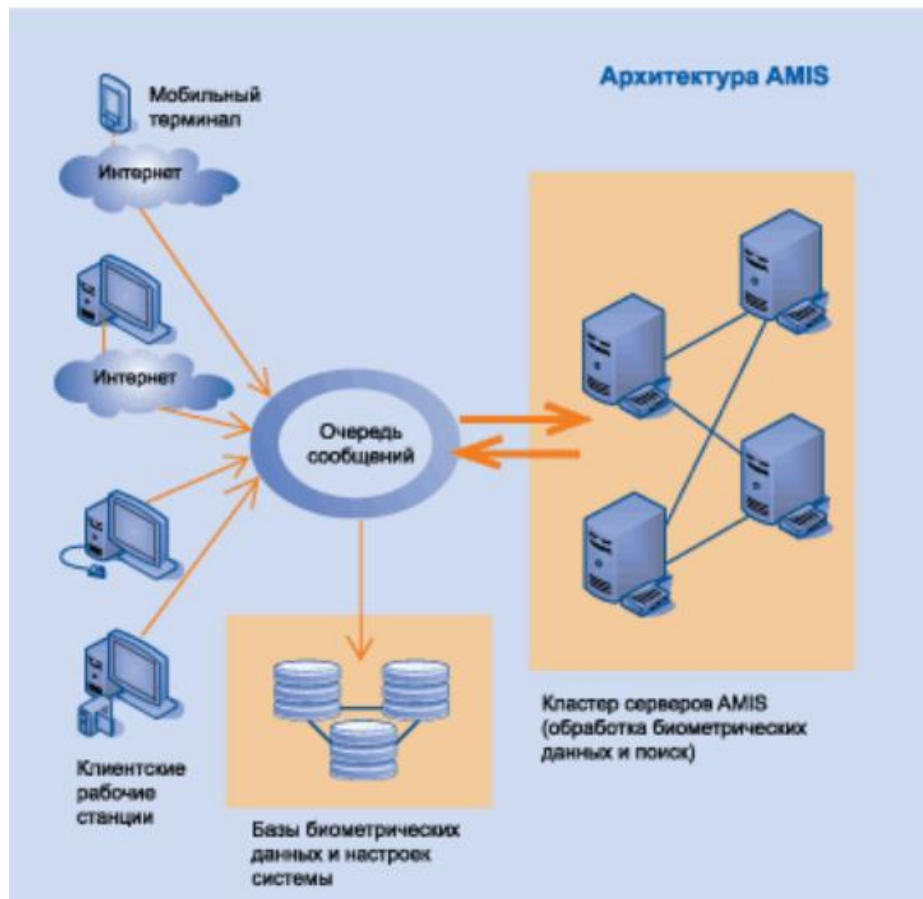 Архитектура AMIS
Мобильный
терминал
Интернет
Интернет
Очередь
сообщений
Клиентские
рабочие
станции
Базы биометрических
данных и настроек
системы
Кластер серверов AMIS
(обработка биометрических
данных и поиск)